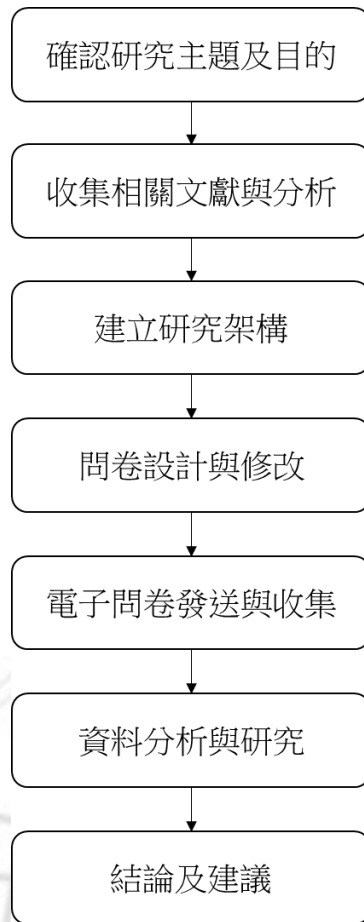 確認研究主題及目的
收集相關文獻與分析
建立研究架構
問卷設計與修改
電子問卷發送與收集
資料分析與研究
結論及建議